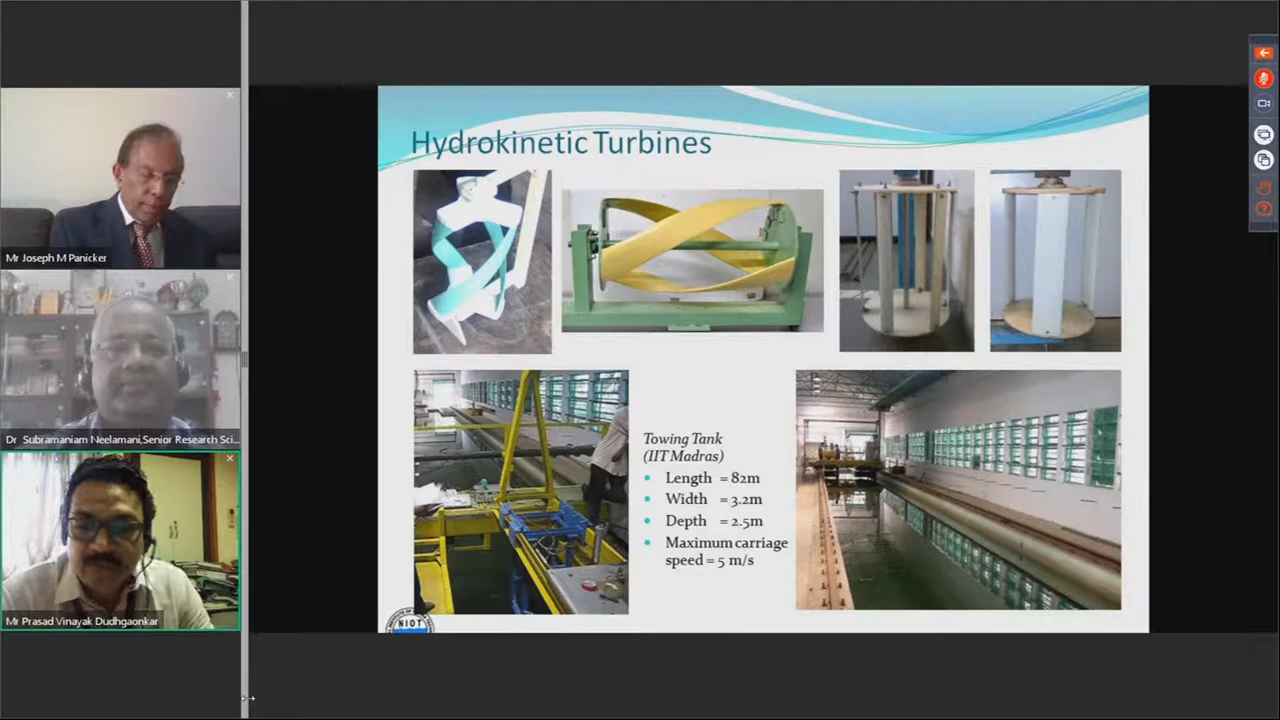 Mr Joseph M Panicker
Dr Subramaniam Neelamani,Senior Research Sci...
Mr Prasad Vinayak Dudhgaonkar
Hydrokinetic Turbines
Towing Tank
(IIT Madras)
• Length = 82m
• Width = 3.2m
• Depth = 2.5m
• Maximum carriage
speed = 5 m/s
NIOT